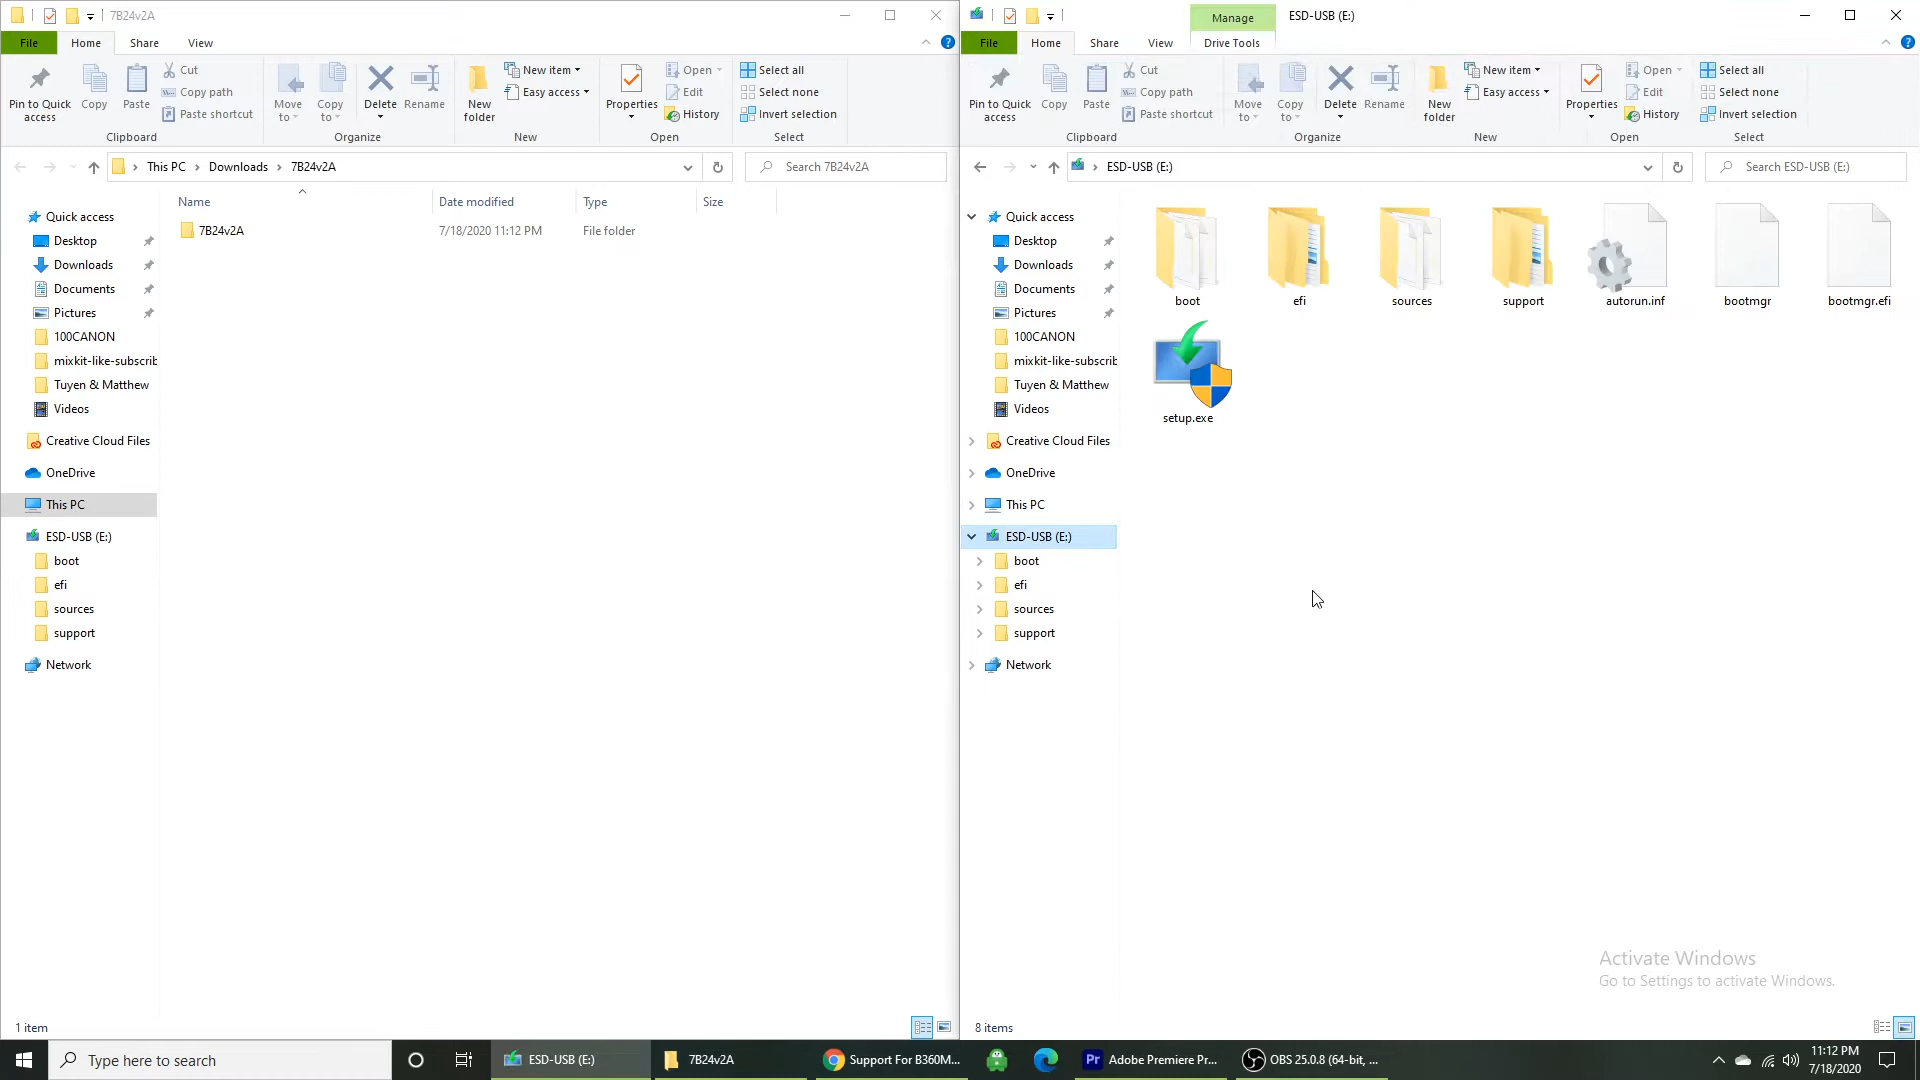 7B24v2A
File
Home
Share
View
Pin to Quick access
Copy
Paste
Cut
Copy path
Paste shortcut
Clipboard
Move to
Copy to
Delete
Rename
Organize
New folder
New item
Easy access
New
Properties
Open
Edit
History
Open
Select all
Select none
Invert selection
Select
This PC > Downloads > 7B24v2A
Search 7B24v2A
Name
Date modified
Type
Size
7B24v2A
7/18/2020 11:12 PM
File folder
Quick access
Desktop
Downloads
Documents
Pictures
100CANON
mixkit-like-subscrib
Tuyen & Matthew
Videos
Creative Cloud Files
OneDrive
This PC
ESD-USB (E:)
boot
efi
sources
support
Network
1 item
Manage
ESD-USB (E:)
File
Home
Share
View
Drive Tools
Pin to Quick access
Copy
Paste
Cut
Copy path
Paste shortcut
Clipboard
Move to
Copy to
Delete
Rename
Organize
New folder
New item
Easy access
New
Properties
Open
Edit
History
Open
Select all
Select none
Invert selection
Select
ESD-USB (E:)
Search ESD-USB (E:)
Quick access
Desktop
Downloads
Documents
Pictures
100CANON
mixkit-like-subscrib
Tuyen & Matthew
Videos
Creative Cloud Files
OneDrive
This PC
ESD-USB (E:)
boot
efi
sources
support
Network
boot
efi
sources
support
autorun.inf
bootmgr
bootmgr.efi
setup.exe
Activate Windows
Go to Settings to activate Windows.
8 items
Type here to search
ESD-USB (E:)
7B24v2A
Support For B360M...
Pr
Adobe Premiere Pr...
OBS 25.0.8 (64-bit, ...
11:12 PM
7/18/2020